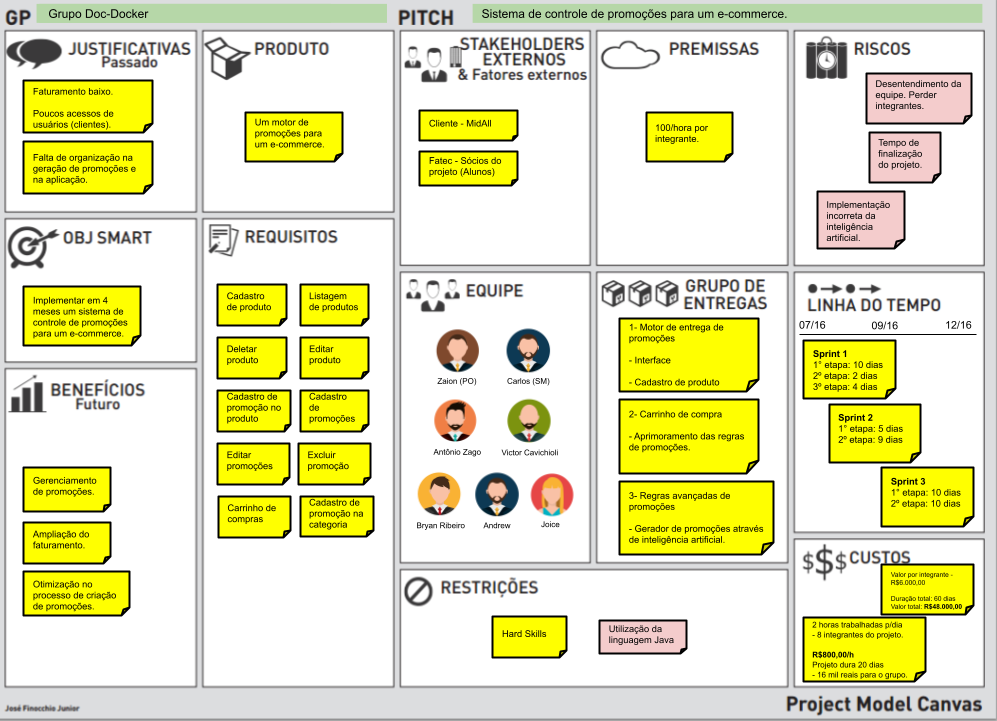 GP
Grupo Doc-Docker
PITCH
Sistema de controle de promoções para um e-commerce.
JUSTIFICATIVAS
Passado
Faturamento baixo.
Poucos acessos de
usuários (clientes).
Falta de organização na
geração de promoções e
na aplicação.
PRODUTO
Um motor de
promoções para
um e-commerce.
STAKEHOLDERS
EXTERNOS
& Fatores externos
Cliente - MidAll
Fatec - Sócios do
projeto (Alunos)
PREMISSAS
100/hora por
integrante.
RISCOS
Desentendimento da
equipe. Perder
integrantes.
Tempo de
finalização
do projeto.
Implementação
incorreta da
inteligência
artificial.
OBJ SMART
Implementar em 4
meses um sistema de
controle de promoções
para um e-commerce.
REQUISITOS
Cadastro
de produto
Listagem
de produtos
Deletar
produto
Editar
produto
Cadastro de
promoção no
produto
Cadastro
de
promoções
Editar
promoções
Excluir
promoção
Carrinho de
compras
Cadastro de
promoção na
categoria
EQUIPE
Zaion (PO)
Carlos (SM)
Antônio Zago
Victor Cavichioli
Bryan Ribeiro
Andrew
Joice
GRUPO DE
ENTREGAS
1- Motor de entrega de
promoções
- Interface
- Cadastro de produto
2- Carrinho de compra
- Aprimoramento das regras
de promoções.
3- Regras avançadas de
promoções
- Gerador de promoções através
de inteligência artificial.
LINHA DO TEMPO
07/16 09/16 12/16
Sprint 1
1° etapa: 10 dias
2º etapa: 2 dias
3º etapa: 4 dias
Sprint 2
1° etapa: 5 dias
2º etapa: 9 dias
Sprint 3
1° etapa: 10 dias
2º etapa: 10 dias
BENEFÍCIOS
Futuro
Gerenciamento
de promoções.
Ampliação do
faturamento.
Otimização no
processo de criação
de promoções.
RESTRIÇÕES
Hard Skills
Utilização da
linguagem Java
$$$ CUSTOS
Valor por integrante -
R$6.000,00
Duração total: 60 dias
Valor total: R$48.000,00
2 horas trabalhadas p/dia
- 8 integrantes do projeto.
R$800,00/h
Projeto dura 20 dias
- 16 mil reais para o grupo.
José Finocchio Junior
Project Model Canvas